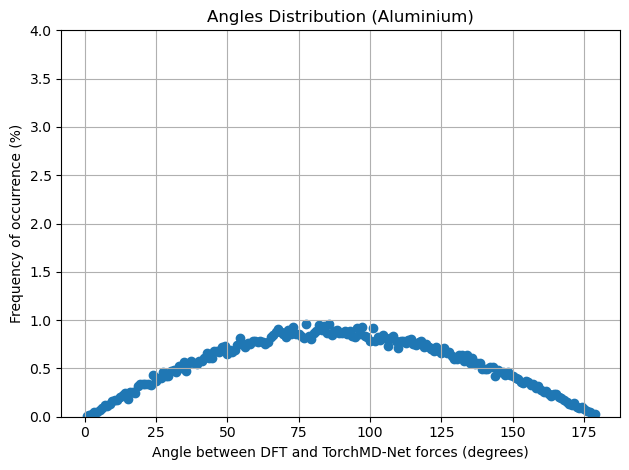 Angles Distribution (Aluminium)
Frequency of occurrence (%)
4.0
3.5
3.0
2.5
2.0
1.5
1.0
0.5
0.0
0 25 50 75 100 125 150 175
Angle between DFT and TorchMD-Net forces (degrees)